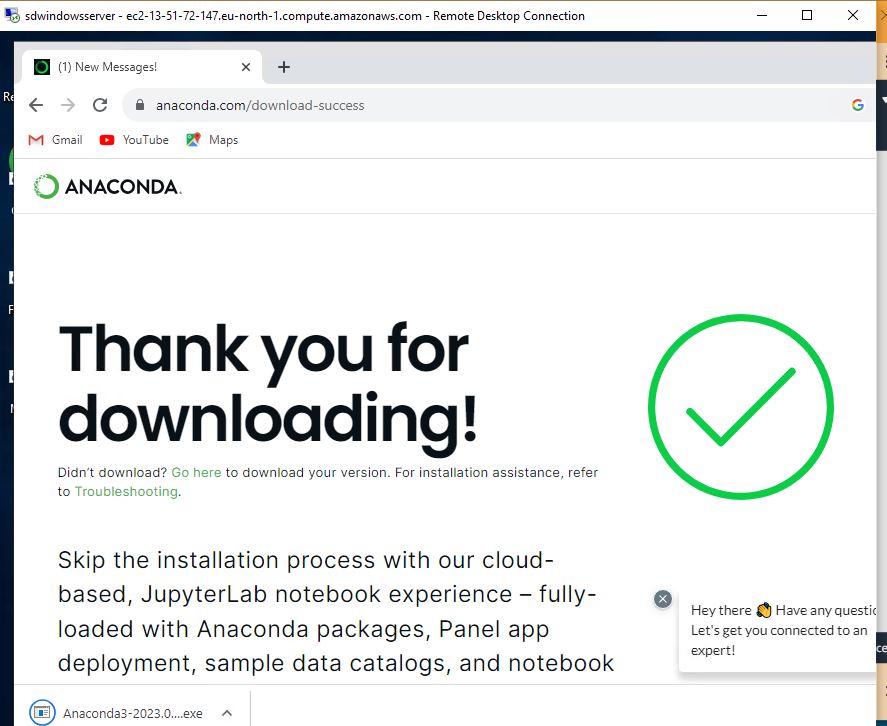 sdwindowsserver - ec2-13-51-72-147.eu-north-1.compute.amazonaws.com - Remote Desktop Connection
(1) New Messages!
anaconda.com/download-success
Gmail YouTube Maps
ANACONDA.
Thank you for
downloading!
Didn't download? Go here to download your version. For installation assistance, refer
to Troubleshooting.
Skip the installation process with our cloud-
based, JupyterLab notebook experience – fully-
loaded with Anaconda packages, Panel app
deployment, sample data catalogs, and notebook
Hey there 👋 Have any questic
Let's get you connected to an
expert!
Anaconda3-2023.0....exe